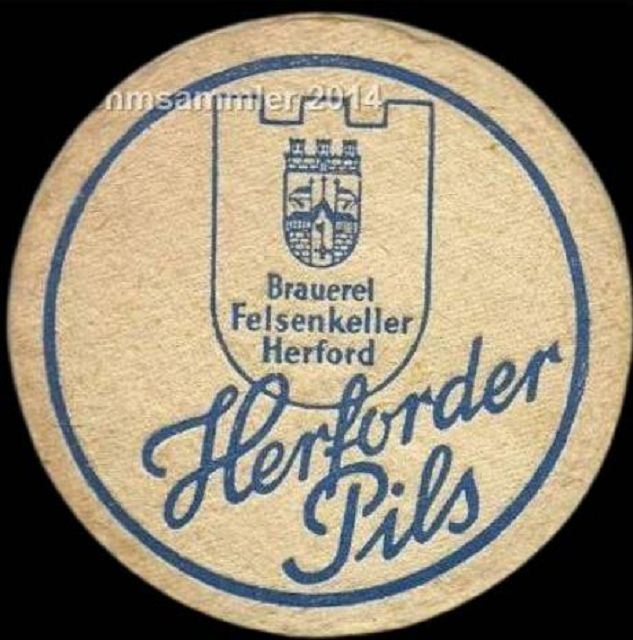 nmsammler 2014
Brauerei
Felsenkeller
Herford
Herforder
Pils